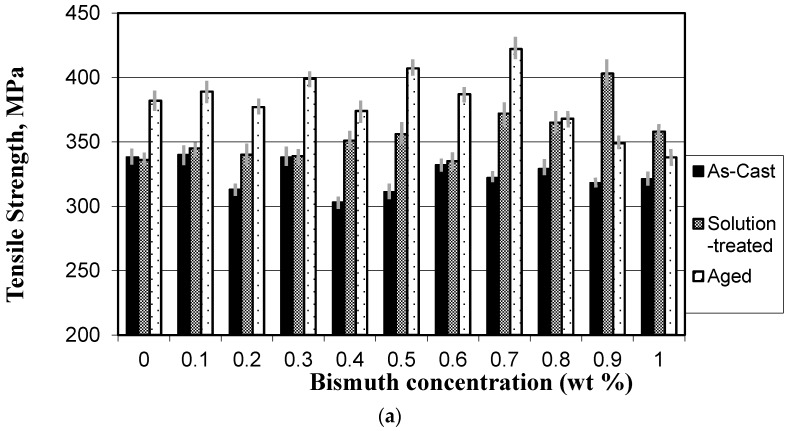 Tensile Strength, MPa
450
400
350
300
250
200
0 0.1 0.2 0.3 0.4 0.5 0.6 0.7 0.8 0.9 1
Bismuth concentration (wt %)
As-Cast
Solution
-treated
Aged
(a)